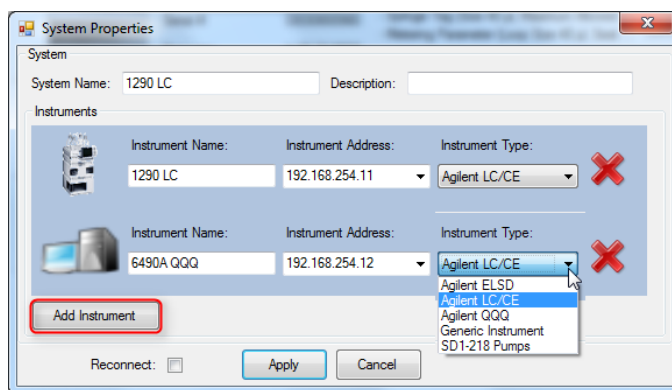 System Properties
System
System Name: 1290 LC Description:
Instruments
Instrument Name: Instrument Address: Instrument Type:
1290 LC 192.168.254.11 Agilent LC/CE
Instrument Name: Instrument Address: Instrument Type:
6490A QQQ 192.168.254.12 Agilent LC/CE
Agilent ELSD
Agilent LC/CE
Agilent QQQ
Generic Instrument
SD1-218 Pumps
Add Instrument
Reconnect: Apply Cancel